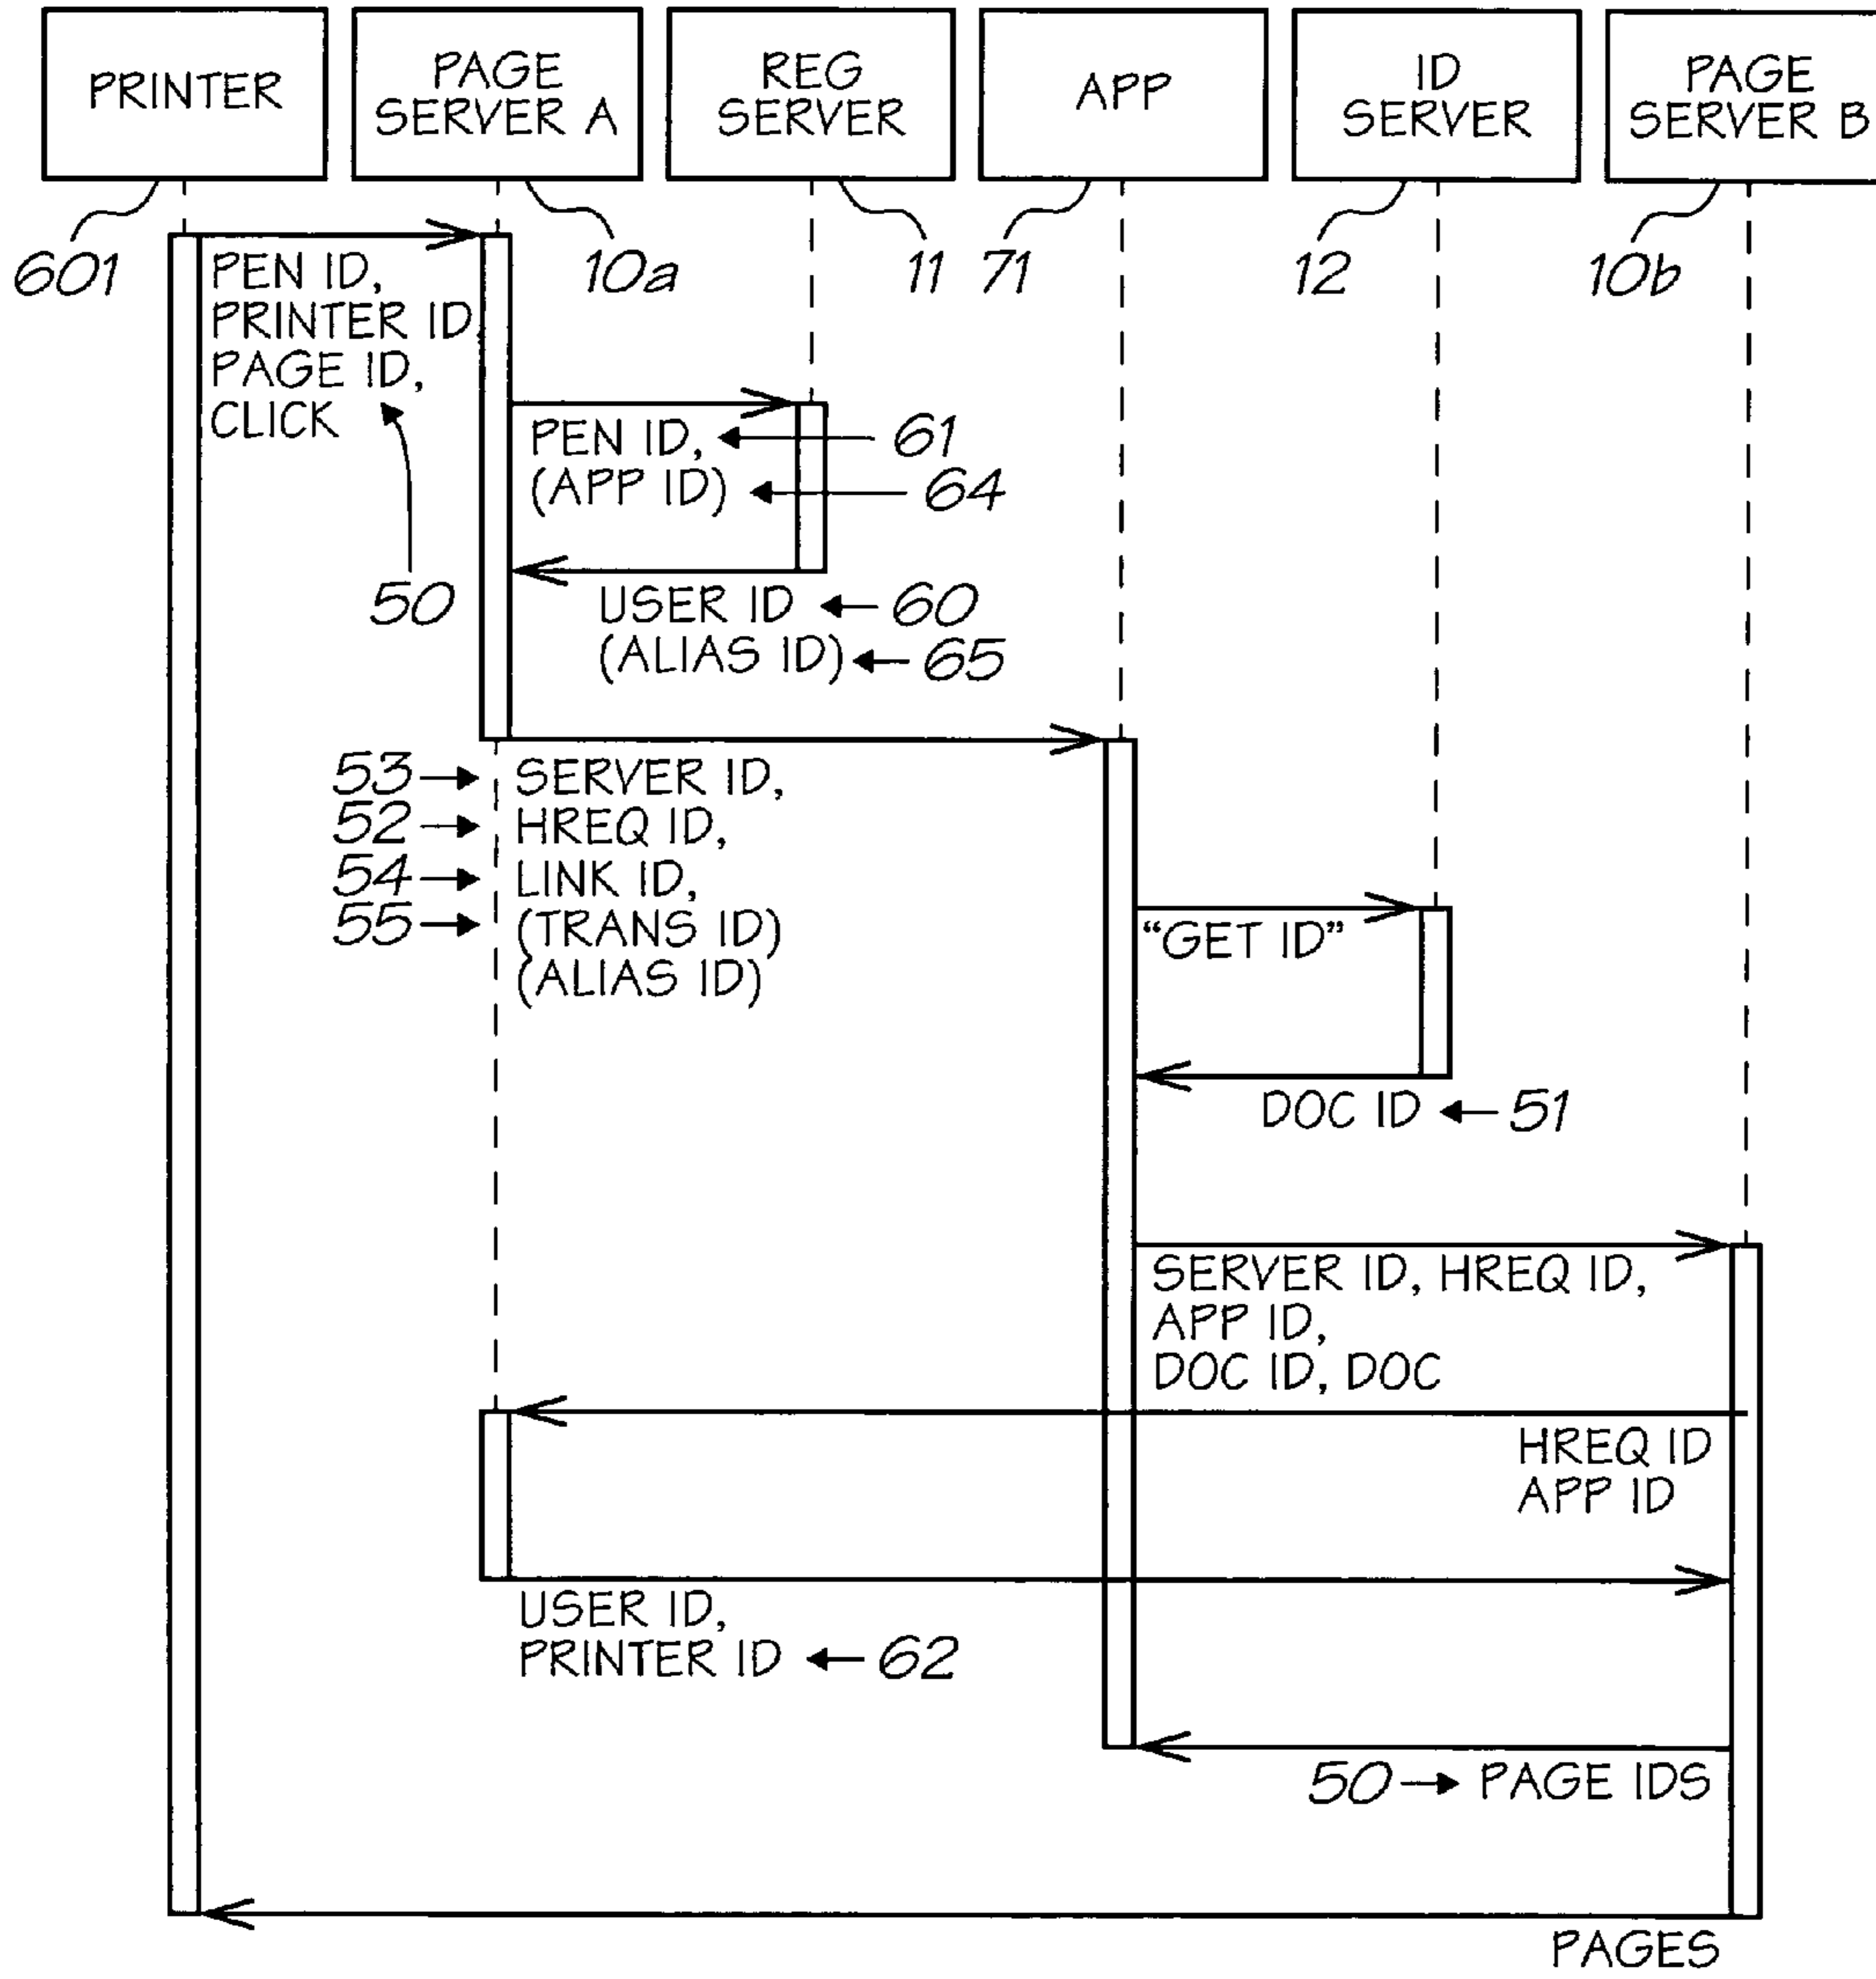 PRINTER
PAGE
SERVER A
REG
SERVER
APP
ID
SERVER
PAGE
SERVER B
601
10a
11
71
12
10b
PEN ID,
PRINTER ID
PAGE ID,
CLICK
50
PEN ID,
61
(APP ID)
64
USER ID
60
(ALIAS ID)
65
53
SERVER ID,
52
HREQ ID,
54
LINK ID,
55
(TRANS ID)
(ALIAS ID)
“GET ID”
DOC ID
51
SERVER ID, HREQ ID,
APP ID,
DOC ID, DOC
HREQ ID
APP ID
USER ID,
PRINTER ID
62
50
PAGE IDS
PAGES